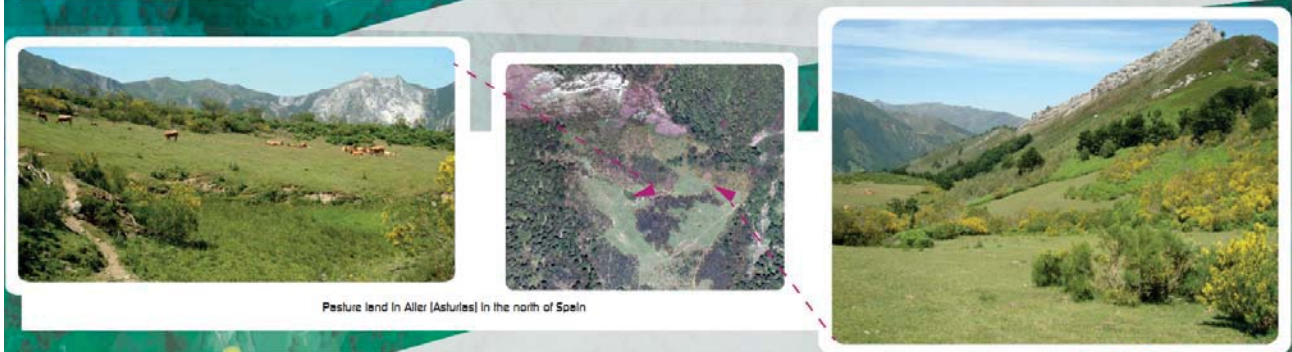 Pasture land in Aller (Asturias) in the north of Spain